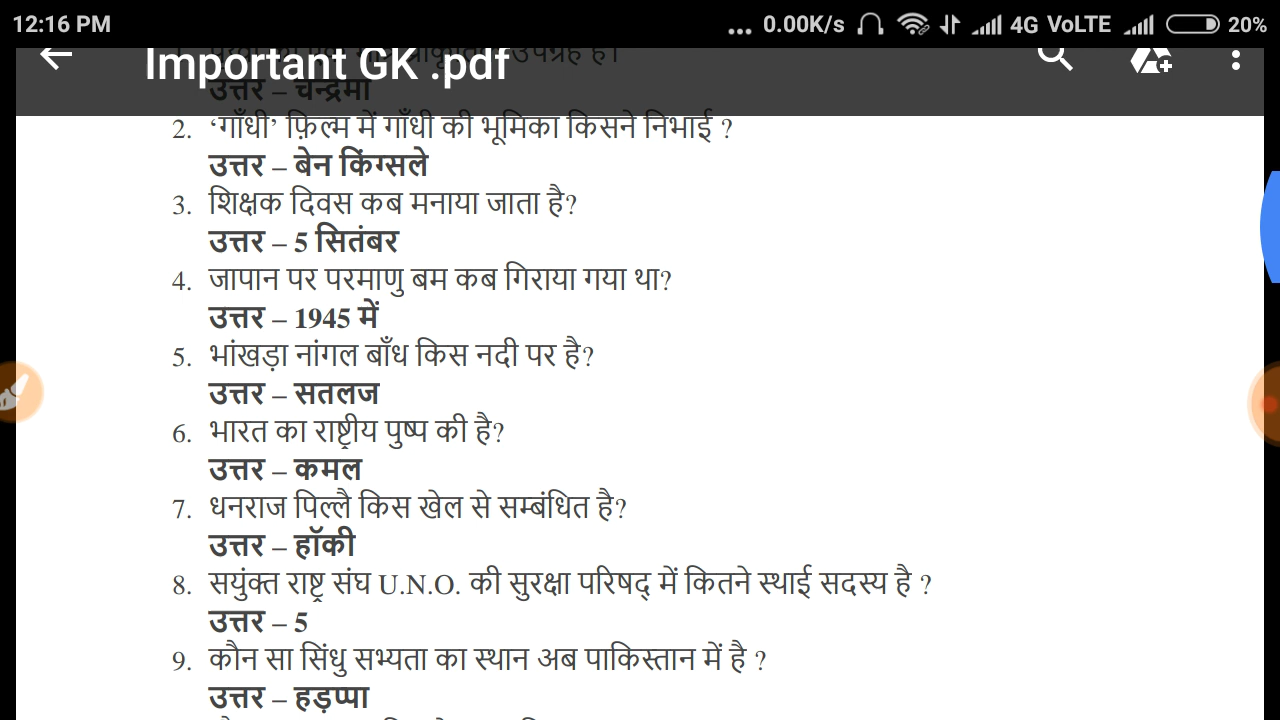 12:16 PM
... 0.00K/s 4G VoLTE 20%
Important GK .pdf
उपग्रह है।
उत्तर – चन्द्रमा
2. ‘गाँधी’ फ़िल्म में गाँधी की भूमिका किसने निभाई ?
उत्तर – बेन किंग्सले
3. शिक्षक दिवस कब मनाया जाता है?
उत्तर – 5 सितंबर
4. जापान पर परमाणु बम कब गिराया गया था?
उत्तर – 1945 में
5. भांखड़ा नांगल बाँध किस नदी पर है?
उत्तर – सतलज
6. भारत का राष्ट्रीय पुष्प की है?
उत्तर – कमल
7. धनराज पिल्लै किस खेल से सम्बंधित है?
उत्तर – हॉकी
8. सयुंक्त राष्ट्र संघ U.N.O. की सुरक्षा परिषद् में कितने स्थाई सदस्य है ?
उत्तर – 5
9. कौन सा सिंधु सभ्यता का स्थान अब पाकिस्तान में है ?
उत्तर – हड़प्पा